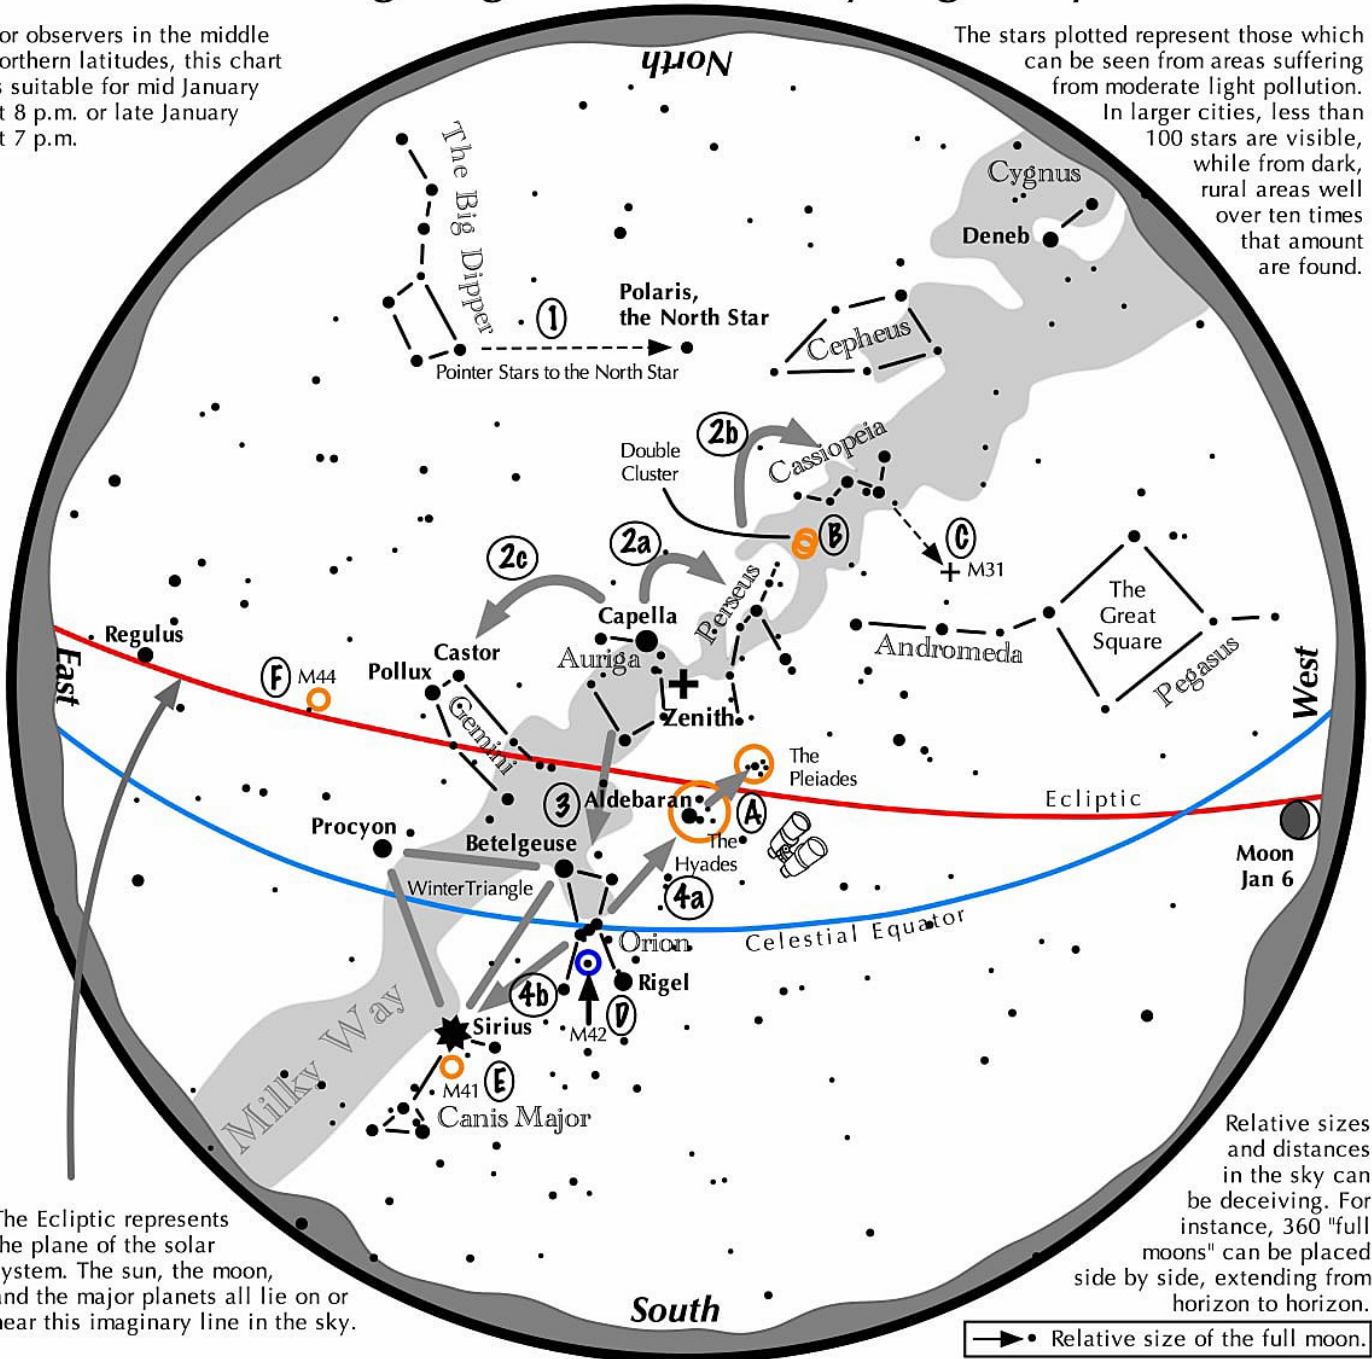 or observers in the middle
orthern latitudes, this chart
s suitable for mid January
t 8 p.m. or late January
t 7 p.m.
The stars plotted represent those which
can be seen from areas suffering
from moderate light pollution.
In larger cities, less than
100 stars are visible,
while from dark,
rural areas well
over ten times
that amount
are found.
North
The Big Dipper
Cygnus
Deneb
1
Polaris,
the North Star
Pointer Stars to the North Star
Cepheus
2b
Cassiopeia
Double
Cluster
B
C
M31
2c
2a
Perseus
The
Great
Square
Capella
Andromeda
Pegasus
Regulus
East
West
F
M44
Castor
Pollux
Auriga
Gemini
Zenith
The
Pleiades
3
Aldebaran
A
Ecliptic
Procyon
Betelgeuse
The
Hyades
Moon
Jan 6
Winter Triangle
4a
Orion
Celestial Equator
4b
Rigel
D
M42
Milky Way
Sirius
M41
E
Canis Major
The Ecliptic represents
he plane of the solar
ystem. The sun, the moon,
nd the major planets all lie on or
near this imaginary line in the sky.
Relative sizes
and distances
in the sky can
be deceiving. For
instance, 360 "full
moons" can be placed
side by side, extending from
horizon to horizon.
South
Relative size of the full moon.